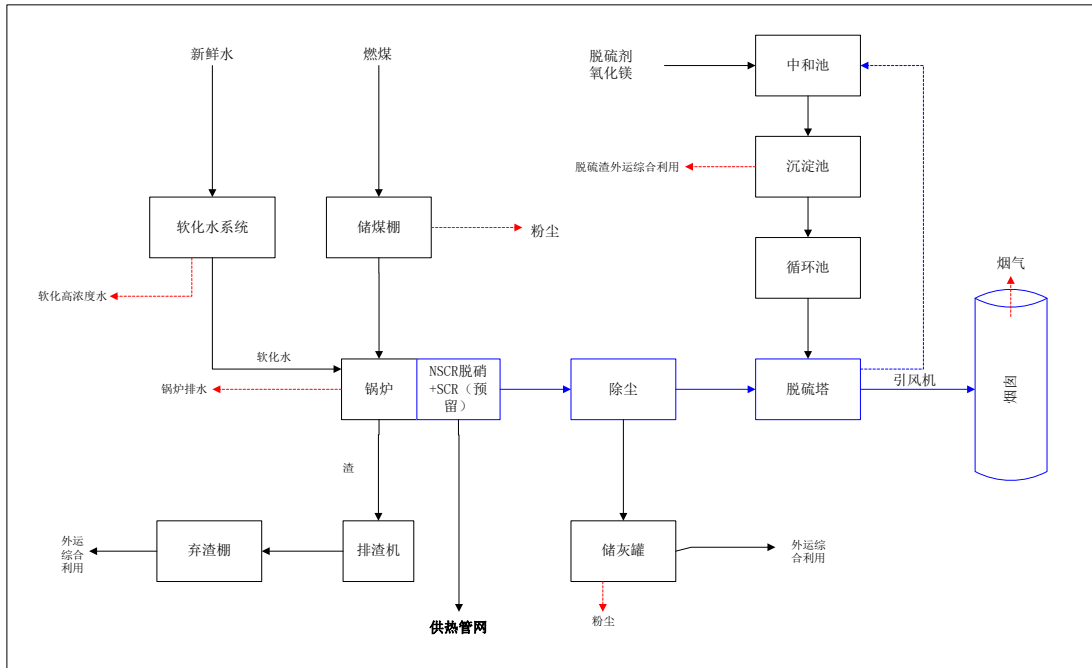 新鲜水
燃煤
脱硫剂
氧化镁
中和池
脱硫渣外运综合利用
沉淀池
软化水系统
储煤棚
粉尘
循环池
烟气
软化高浓度水
软化水
锅炉排水
锅炉
NSCR脱硝
+SCR（预
留）
除尘
脱硫塔
引风机
烟囱
渣
外运
综合
利用
弃渣棚
排渣机
储灰罐
外运综
合利用
供热管网
粉尘